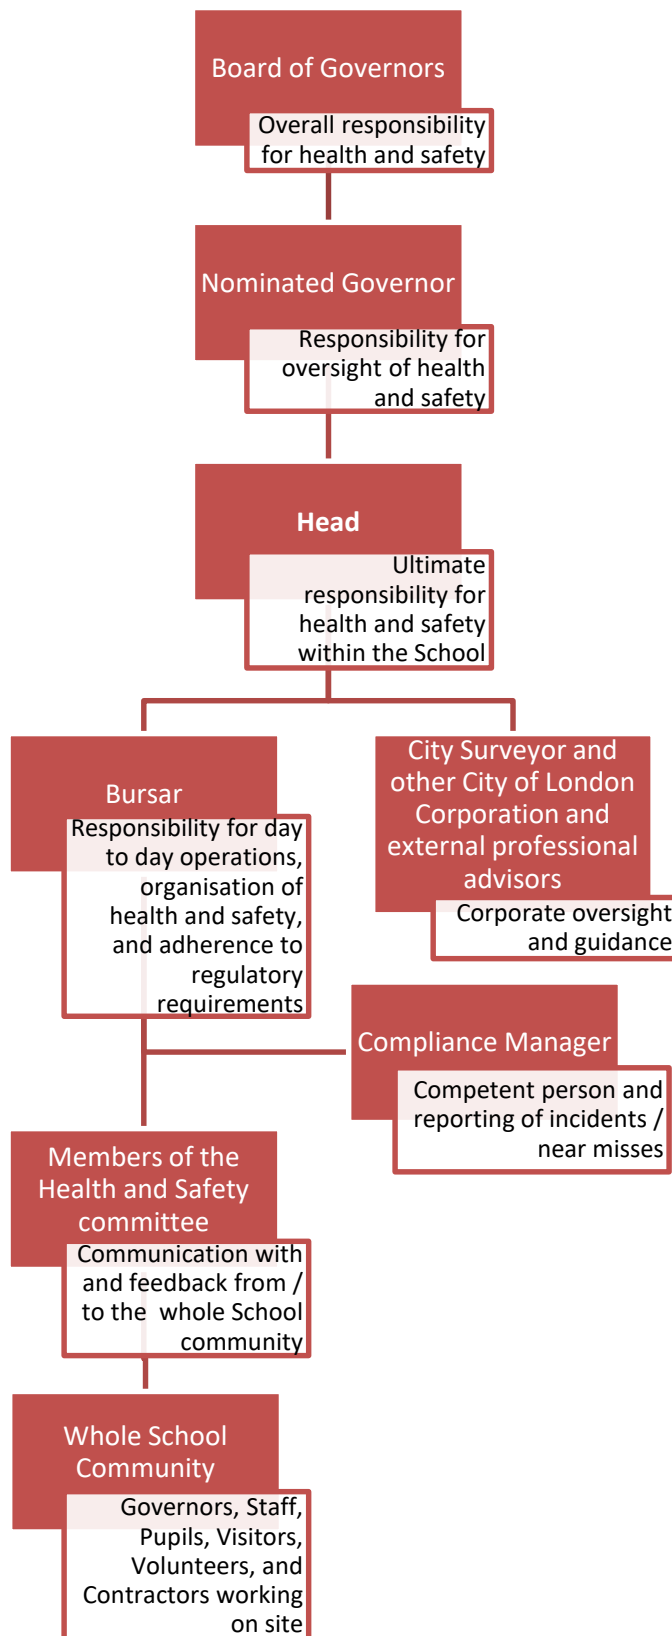 Board of Governors
Overall responsibility
for health and safety
Nominated Governor
Responsibility for
oversight of health
and safety
Head
Ultimate
responsibility for
health and safety
within the School
Bursar
Responsibility for day
to day operations,
organisation of
health and safety,
and adherence to
regulatory
requirements
City Surveyor and
other City of London
Corporation and
external professional
advisors
Corporate oversight
and guidance
Compliance Manager
Competent person and
reporting of incidents /
near misses
Members of the
Health and Safety
committee
Communication with
and feedback from /
to the  whole School
community
Whole School
Community
Governors, Staff,
Pupils, Visitors,
Volunteers, and
Contractors working
on site